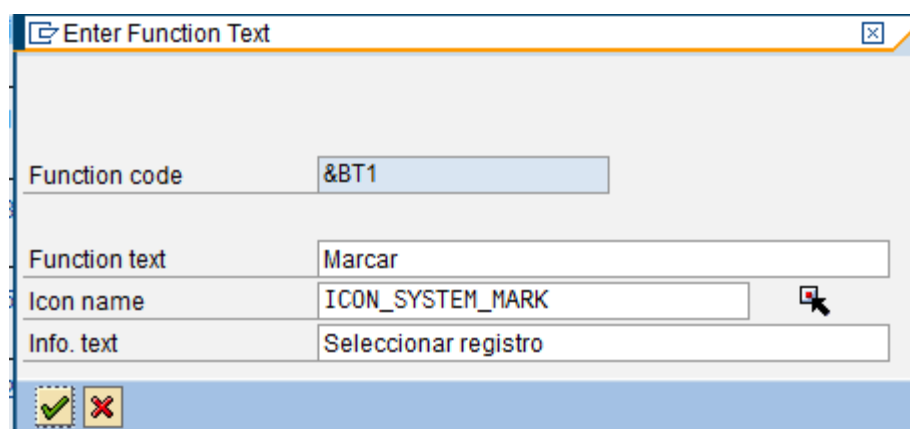 Enter Function Text
Function code &BT1
Function text Marcar
Icon name ICON_SYSTEM_MARK
Info. text Seleccionar registro